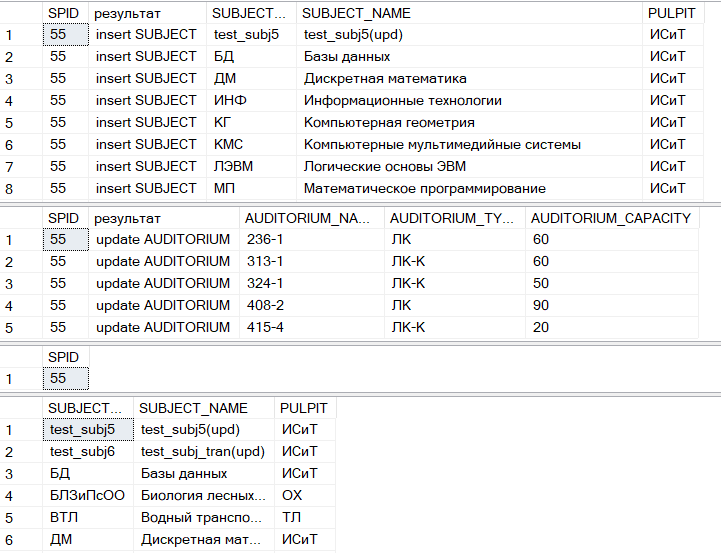 SPID результат SUBJECT... SUBJECT_NAME PULPIT
1 55 insert SUBJECT test_subj5 test_subj5(upd) ИСиТ
2 55 insert SUBJECT БД Базы данных ИСиТ
3 55 insert SUBJECT ДМ Дискретная математика ИСиТ
4 55 insert SUBJECT ИНФ Информационные технологии ИСиТ
5 55 insert SUBJECT КГ Компьютерная геометрия ИСиТ
6 55 insert SUBJECT КМС Компьютерные мультимедийные системы ИСиТ
7 55 insert SUBJECT ЛЭВМ Логические основы ЭВМ ИСиТ
8 55 insert SUBJECT МП Математическое программирование ИСиТ
SPID результат AUDITORIUM_NA... AUDITORIUM_TY... AUDITORIUM_CAPACITY
1 55 update AUDITORIUM 236-1 ЛК 60
2 55 update AUDITORIUM 313-1 ЛК-К 60
3 55 update AUDITORIUM 324-1 ЛК-К 50
4 55 update AUDITORIUM 408-2 ЛК 90
5 55 update AUDITORIUM 415-4 ЛК-К 20
SPID
1 55
SUBJECT... SUBJECT_NAME PULPIT
1 test_subj5 test_subj5(upd) ИСиТ
2 test_subj6 test_subj_tran(upd) ИСиТ
3 БД Базы данных ИСиТ
4 БЛЗиПсОО Биология лесных... ОХ
5 ВТЛ Водный транспо... ТЛ
6 ДМ Дискретная мат... ИСиТ